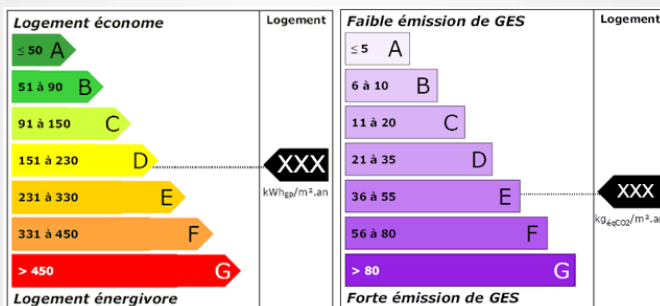 Logement économe
Logement
≤ 50 A
51 à 90 B
91 à 150 C
151 à 230 D
XXX
kWhEP/m².an
231 à 330 E
331 à 450 F
> 450 G
Logement énergivore
Faible émission de GES
Logement
≤ 5 A
6 à 10 B
11 à 20 C
21 à 35 D
36 à 55 E
XXX
kgéqCO2/m².an
56 à 80 F
> 80 G
Forte émission de GES